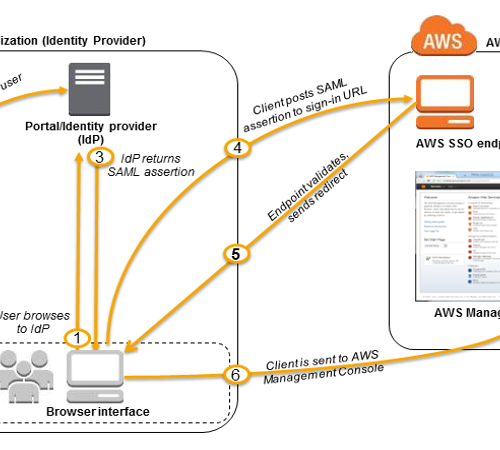 ization (Identity Provider)
AWS
AW
user
Portal/Identity provider
(IdP)
3
IdP returns
SAML assertion
Client posts SAML
assertion to sign-in URL
4
AWS SSO endp
Endpoint validates,
sends redirect
5
User browses
to IdP
1
AWS Manag
Client is sent to AWS
Management Console
6
Browser interface